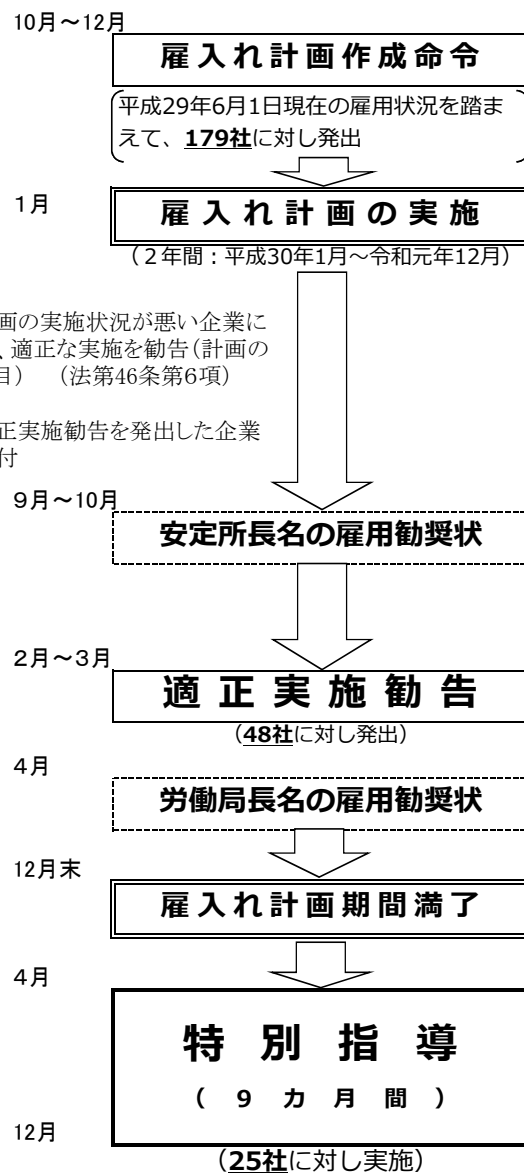 10月～12月
雇入れ計画作成命令
平成29年6月1日現在の雇用状況を踏ま
えて、179社に対し発出
1月
雇入れ計画の実施
（２年間：平成30年1月～令和元年12月）
画の実施状況が悪い企業に
、適正な実施を勧告（計画の
目）　（法第46条第6項）
正実施勧告を発出した企業
付
９月～10月
安定所長名の雇用勧奨状
２月～３月
適正実施勧告
（48社に対し発出）
４月
労働局長名の雇用勧奨状
12月末
雇入れ計画期間満了
４月
特別指導
（９カ月間）
12月
（25社に対し実施）